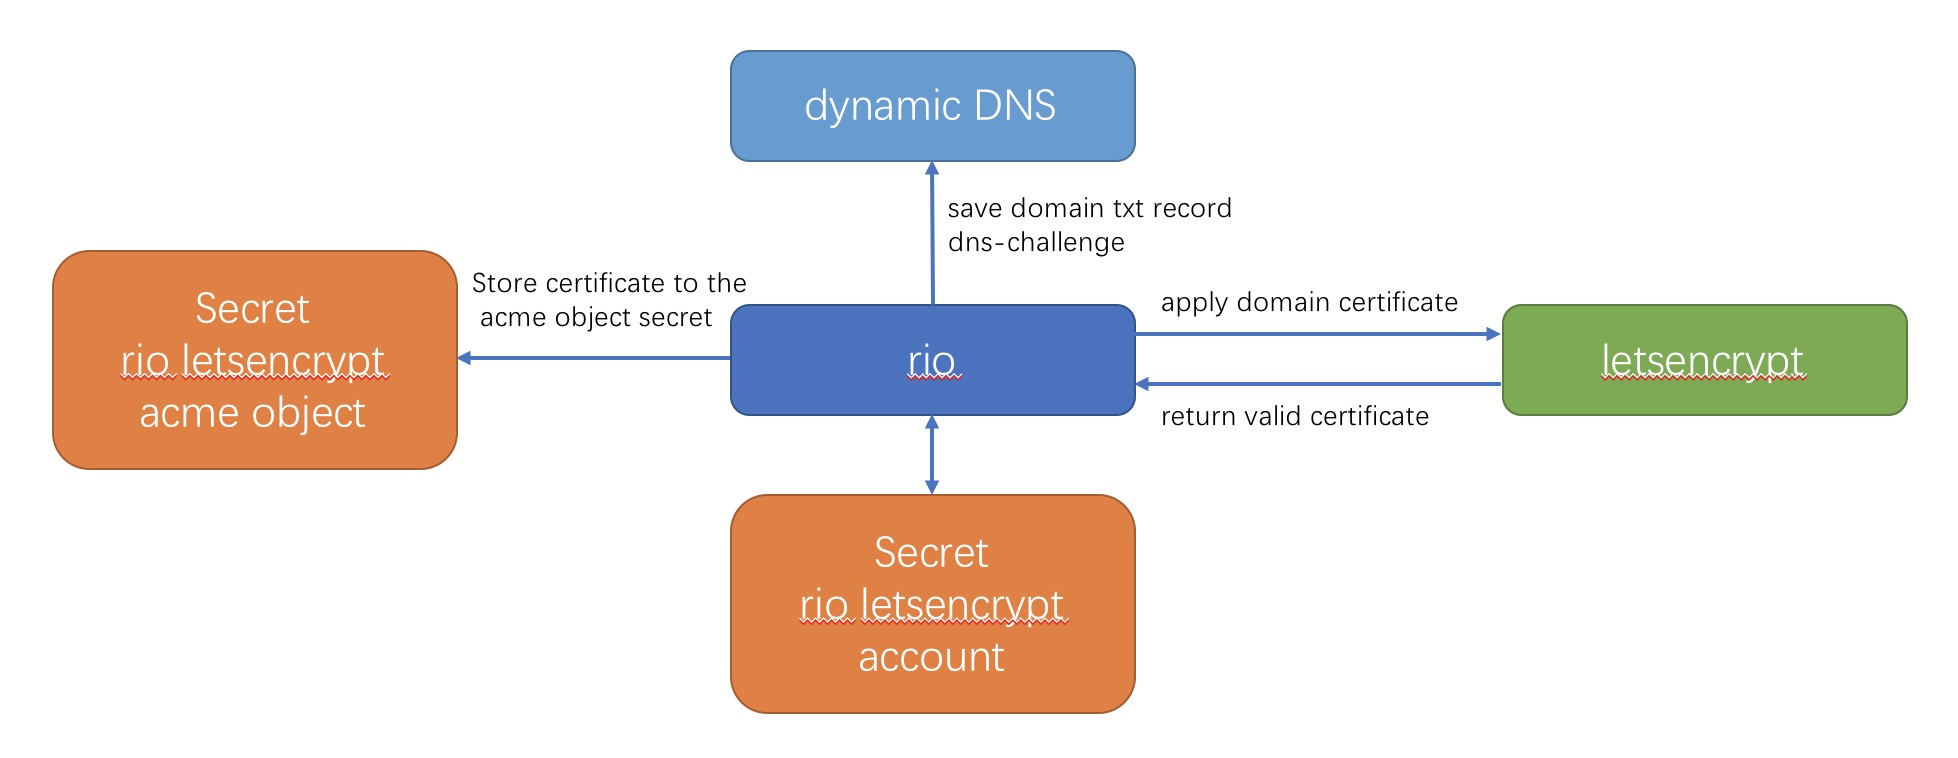 dynamic DNS
save domain txt record
dns-challenge
Store certificate to the
acme object secret
Secret
rio letsencrypt
acme object
rio
apply domain certificate
return valid certificate
letsencrypt
Secret
rio letsencrypt
account